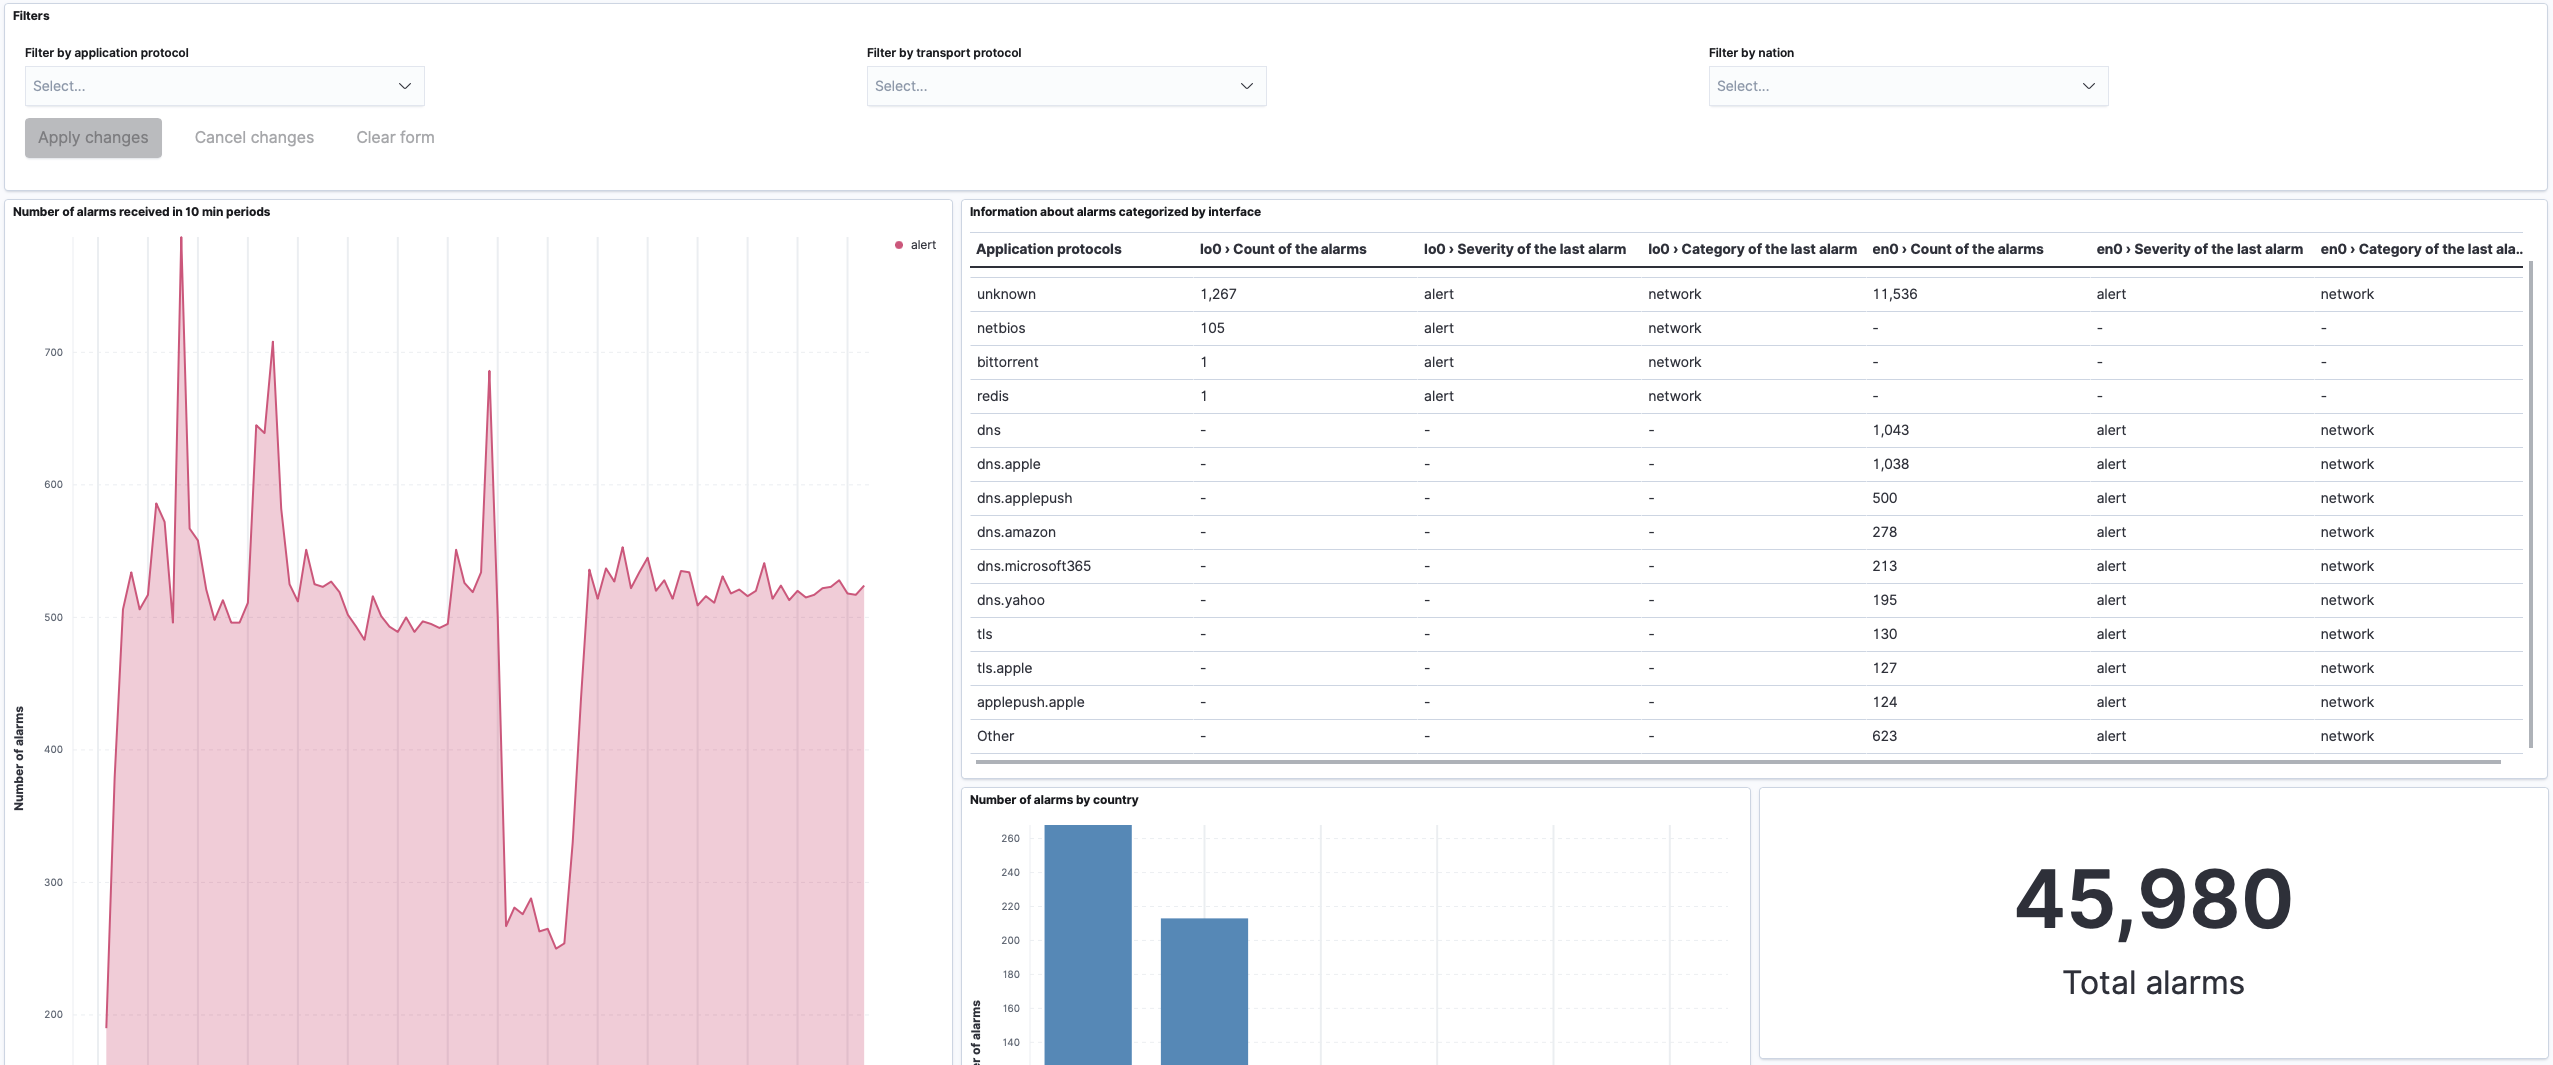 Filters
Filter by application protocol
Filter by transport protocol
Filter by nation
Select...
Select...
Select...
Apply changes
Cancel changes
Clear form
Number of alarms received in 10 min periods
alert
700
600
500
400
300
200
Number of alarms
Information about alarms categorized by interface
Application protocols lo0 › Count of the alarms lo0 › Severity of the last alarm lo0 › Category of the last alarm en0 › Count of the alarms en0 › Severity of the last alarm en0 › Category of the last ala..
unknown 1,267 alert network 11,536 alert network
netbios 105 alert network - - -
bittorrent 1 alert network - - -
redis 1 alert network - - -
dns - - - 1,043 alert network
dns.apple - - - 1,038 alert network
dns.applepush - - - 500 alert network
dns.amazon - - - 278 alert network
dns.microsoft365 - - - 213 alert network
dns.yahoo - - - 195 alert network
tls - - - 130 alert network
tls.apple - - - 127 alert network
applepush.apple - - - 124 alert network
Other - - - 623 alert network
Number of alarms by country
260
240
220
200
180
160
140
of alarms
45,980
Total alarms